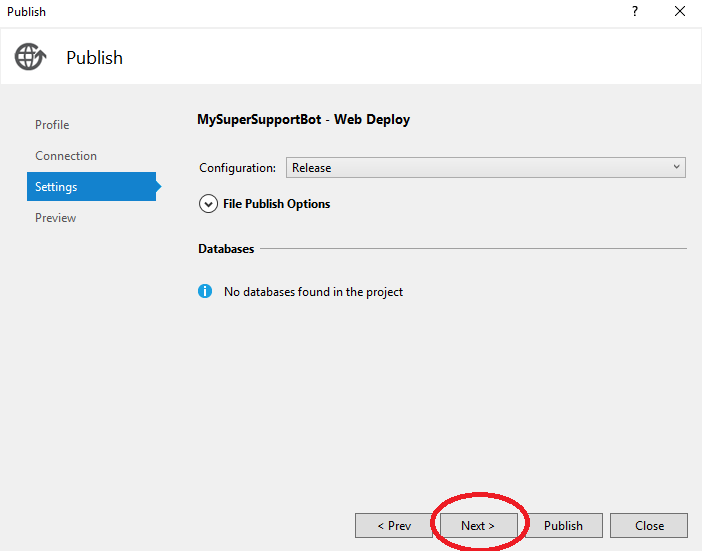 Publish
?
Publish
Profile
Connection
Settings
Preview
MySuperSupportBot - Web Deploy
Configuration: Release
File Publish Options
Databases
No databases found in the project
< Prev Next > Publish Close